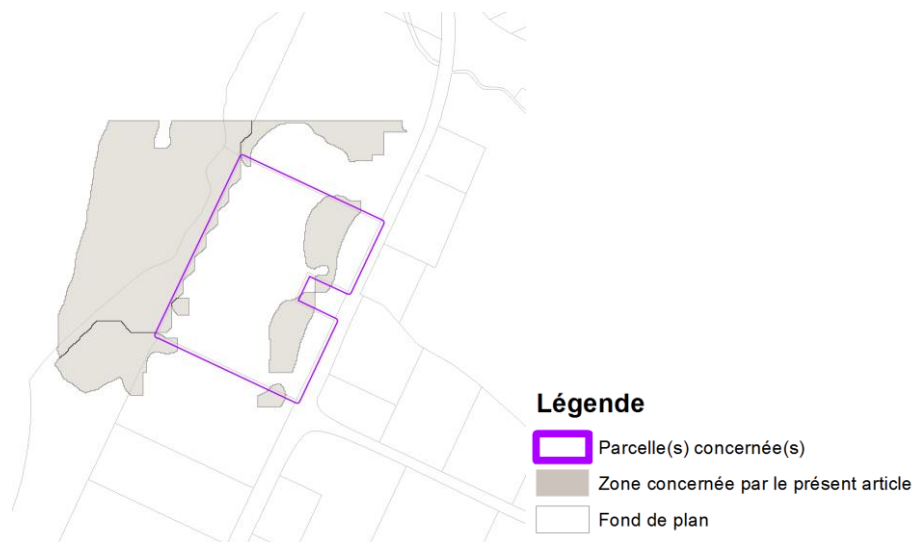 Légende
Parcelle(s) concernée(s)
Zone concernée par le présent article
Fond de plan